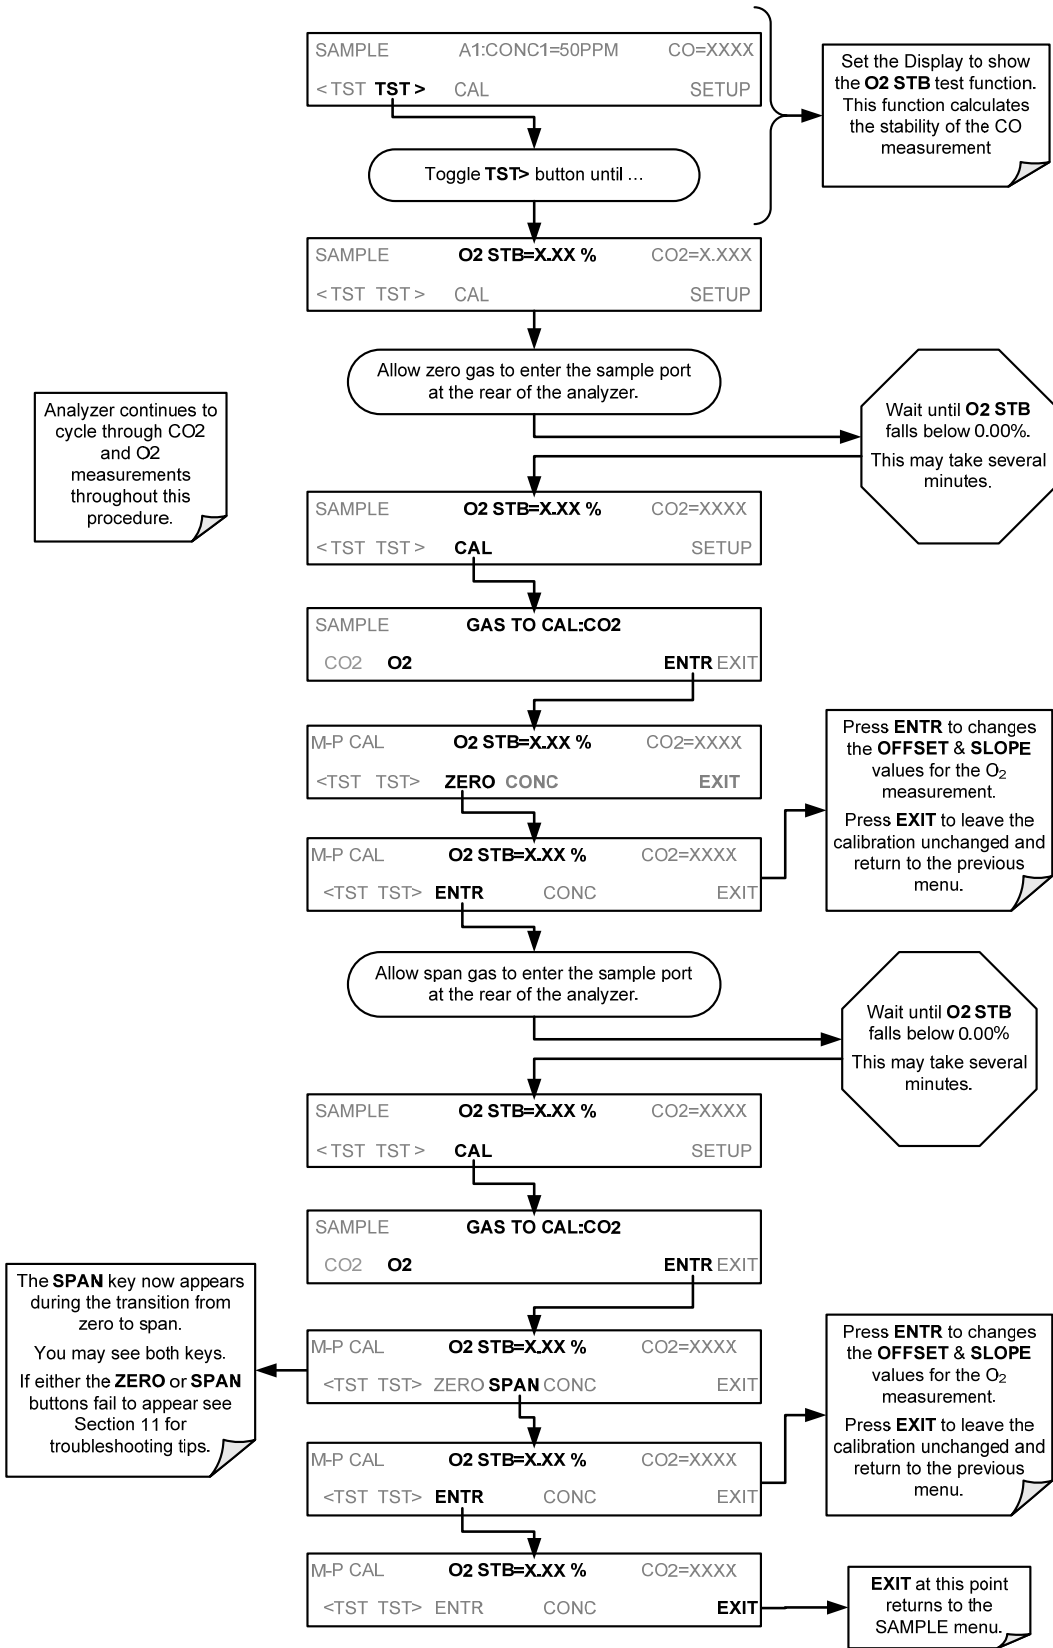 SAMPLE A1:CONC1=50PPM CO=XXXX
< TST TST > CAL SETUP
Set the Display to show
the O2 STB test function.
This function calculates
the stability of the CO
measurement
Toggle TST> button until ...
SAMPLE O2 STB=X.XX % CO2=X.XXX
< TST TST > CAL SETUP
Allow zero gas to enter the sample port
at the rear of the analyzer.
Wait until O2 STB
falls below 0.00%.
This may take several
minutes.
Analyzer continues to
cycle through CO2
and O2
measurements
throughout this
procedure.
SAMPLE O2 STB=X.XX % CO2=XXXX
< TST TST > CAL SETUP
SAMPLE GAS TO CAL:CO2
CO2 O2 ENTR EXIT
M-P CAL O2 STB=X.XX % CO2=XXXX
<TST TST> ZERO CONC EXIT
M-P CAL O2 STB=X.XX % CO2=XXXX
<TST TST> ENTR CONC EXIT
Press ENTR to changes
the OFFSET & SLOPE
values for the O₂
measurement.
Press EXIT to leave the
calibration unchanged and
return to the previous
menu.
Allow span gas to enter the sample port
at the rear of the analyzer.
Wait until O2 STB
falls below 0.00%
This may take several
minutes.
SAMPLE O2 STB=X.XX % CO2=XXXX
< TST TST > CAL SETUP
SAMPLE GAS TO CAL:CO2
CO2 O2 ENTR EXIT
The SPAN key now appears
during the transition from
zero to span.
You may see both keys.
If either the ZERO or SPAN
buttons fail to appear see
Section 11 for
troubleshooting tips.
M-P CAL O2 STB=X.XX % CO2=XXXX
<TST TST> ZERO SPAN CONC EXIT
M-P CAL O2 STB=X.XX % CO2=XXXX
<TST TST> ENTR CONC EXIT
Press ENTR to changes
the OFFSET & SLOPE
values for the O₂
measurement.
Press EXIT to leave the
calibration unchanged and
return to the previous
menu.
M-P CAL O2 STB=X.XX % CO2=XXXX
<TST TST> ENTR CONC EXIT
EXIT at this point
returns to the
SAMPLE menu.